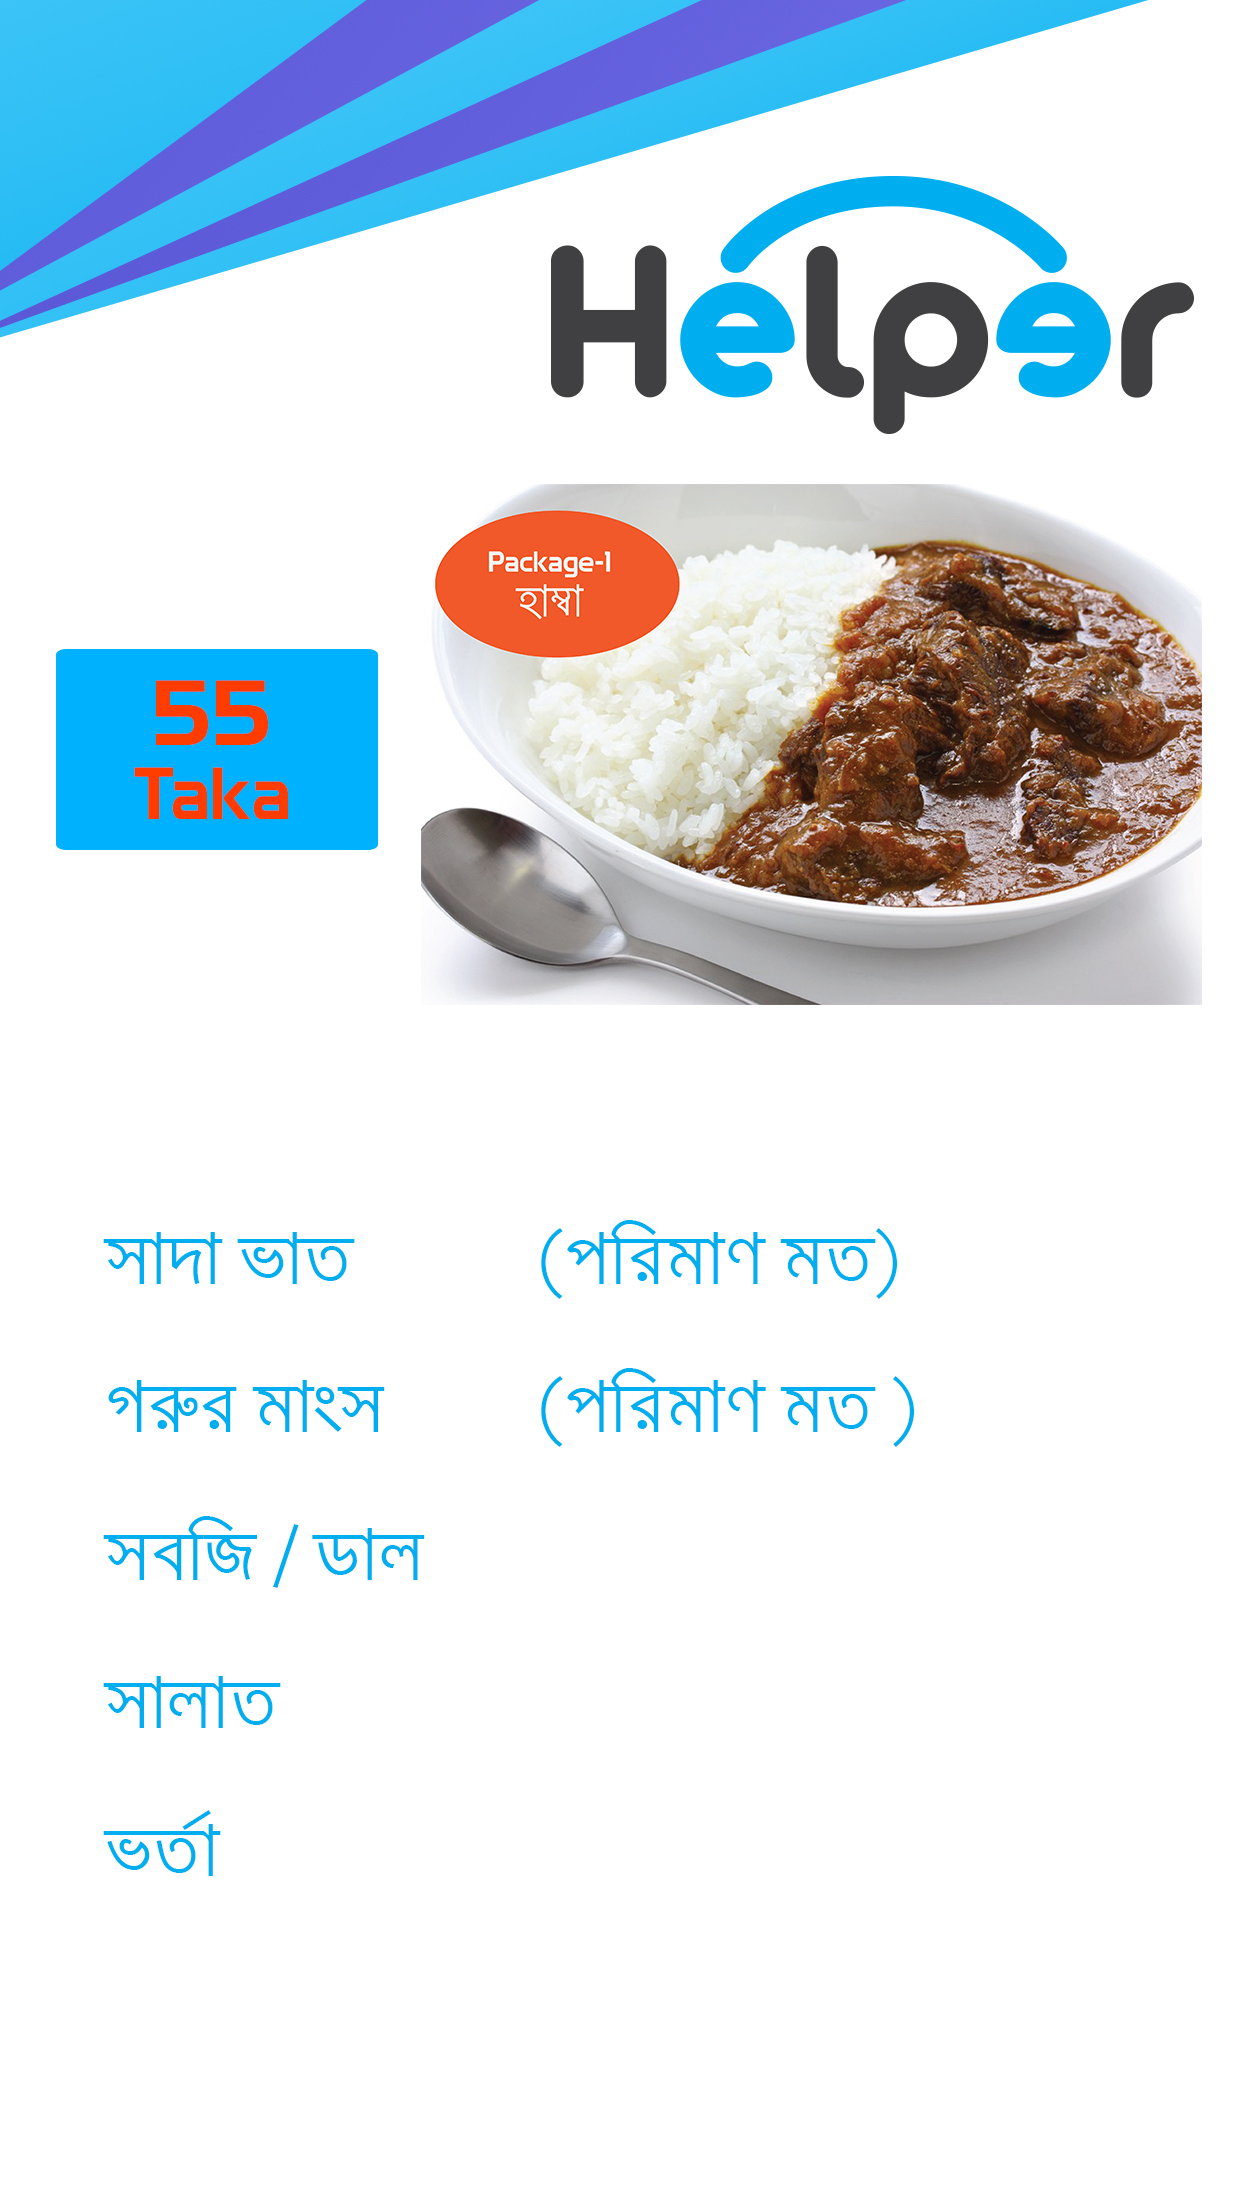 Helper
Package-1
হাম্বা
55
Taka
সাদা ভাত (পরিমাণ মত)
গরুর মাংস (পরিমাণ মত )
সবজি / ডাল
সালাত
ভর্তা